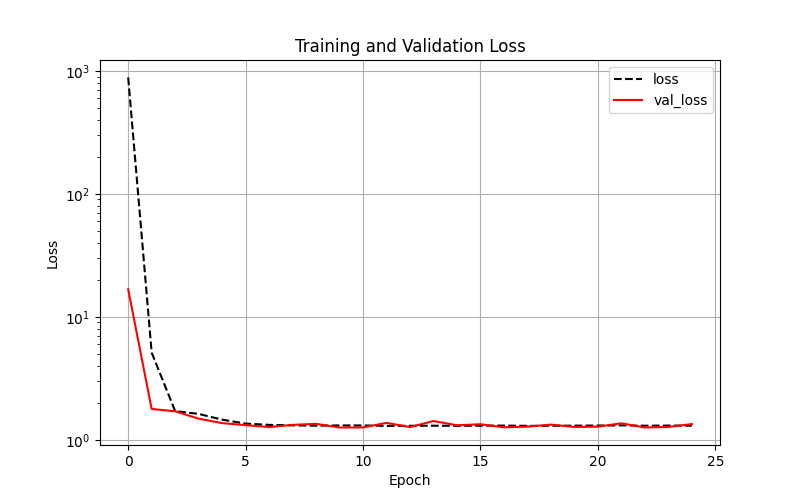 Training and Validation Loss
loss
val_loss
10³
10²
10¹
10⁰
Loss
0 5 10 15 20 25
Epoch